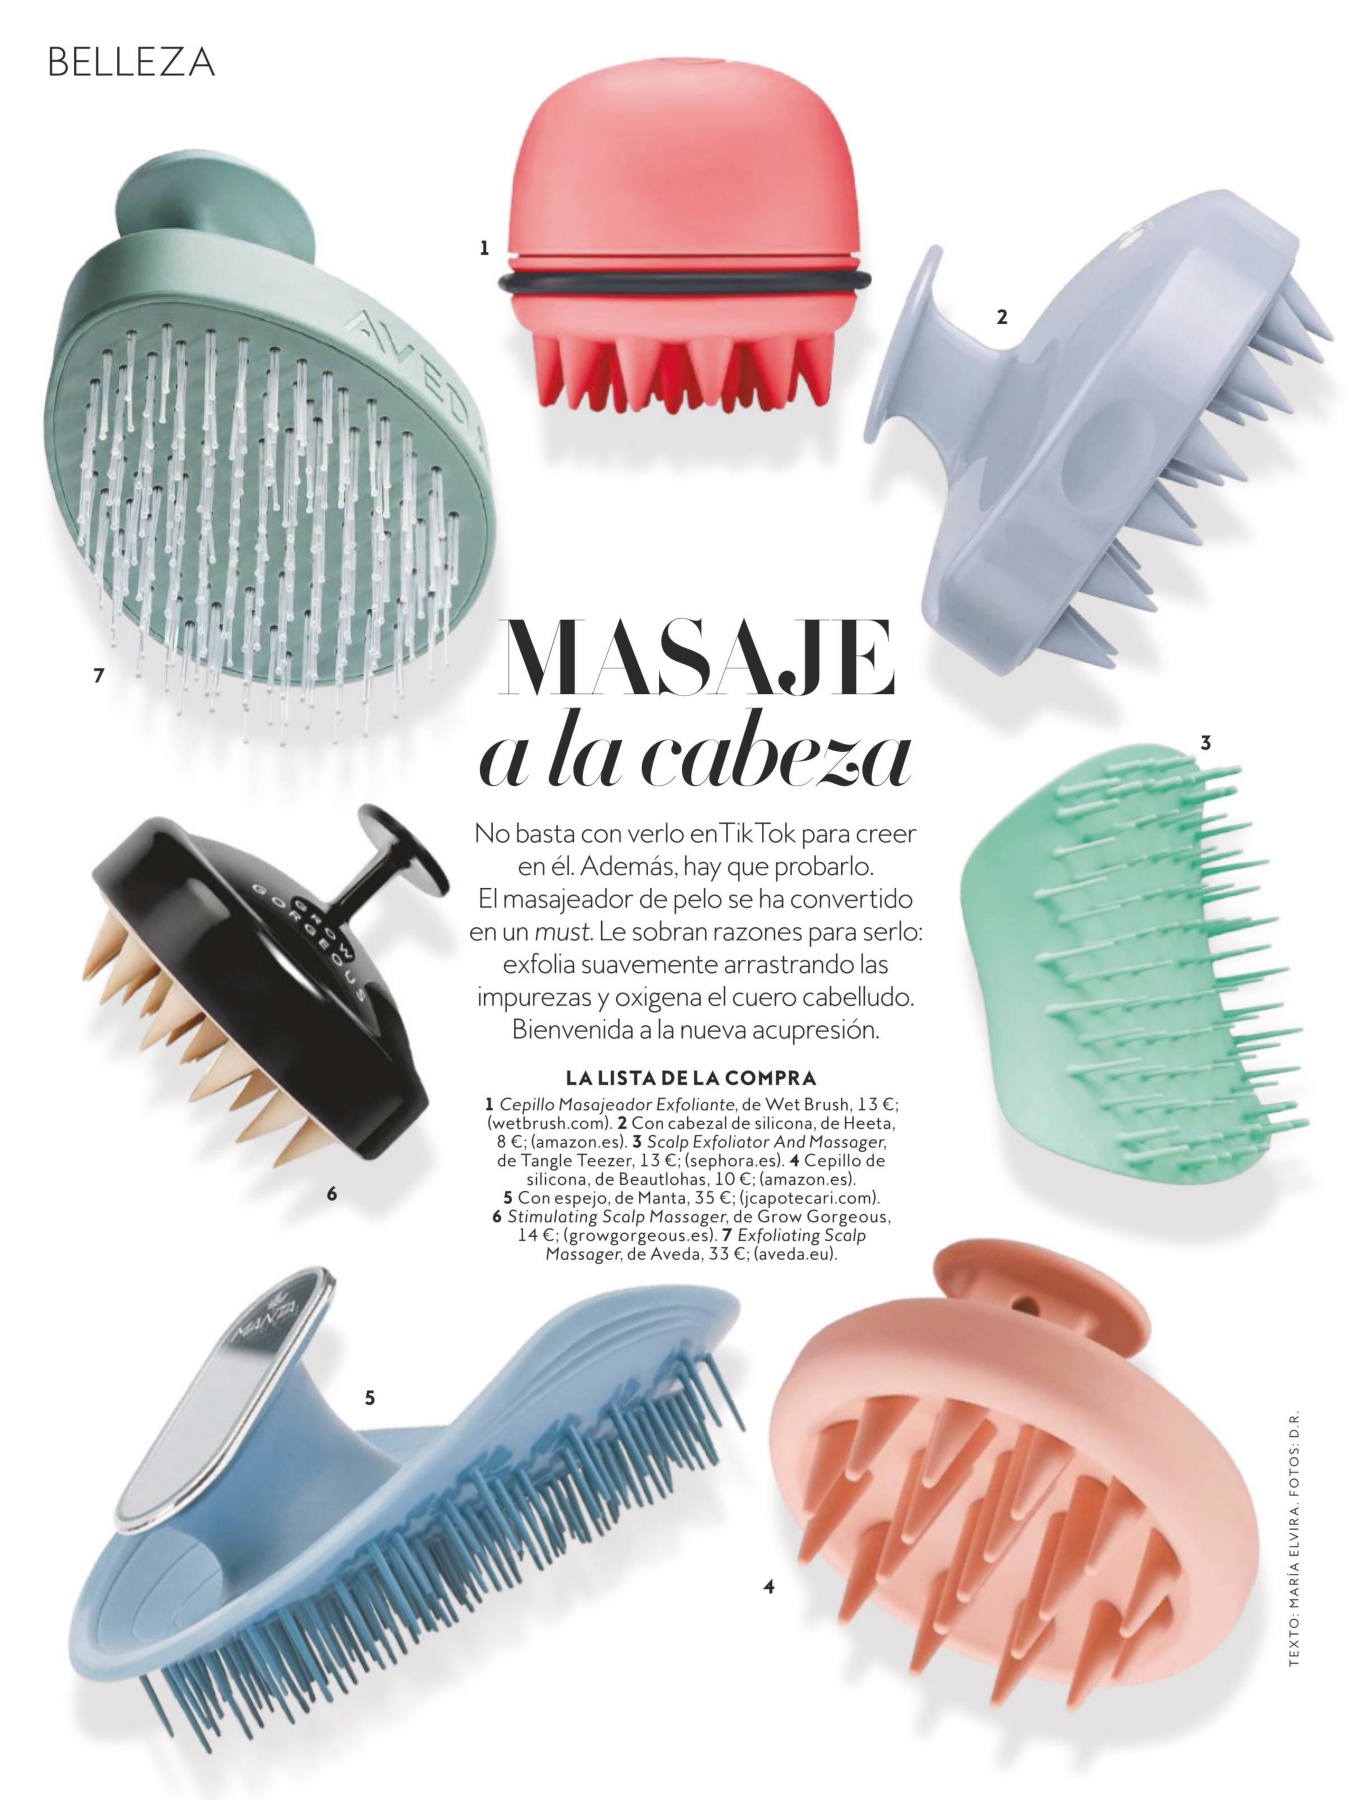 BELLEZA
AVEDA
1
2
7
3
MASAJE
a la cabeza
No basta con verlo en TikTok para creer
en él. Además, hay que probarlo.
El masajeador de pelo se ha convertido
en un must. Le sobran razones para serlo:
exfolia suavemente arrastrando las
impurezas y oxigena el cuero cabelludo.
Bienvenida a la nueva acupresión.
GROW
GORGEOUS
6
LA LISTA DE LA COMPRA
1 Cepillo Masajeador Exfoliante, de Wet Brush, 13 €;
(wetbrush.com). 2 Con cabezal de silicona, de Heeta,
8 €; (amazon.es). 3 Scalp Exfoliator And Massager,
de Tangle Teezer, 13 €; (sephora.es). 4 Cepillo de
silicona, de Beautlohas, 10 €; (amazon.es).
5 Con espejo, de Manta, 35 €; (jcapotecari.com).
6 Stimulating Scalp Massager, de Grow Gorgeous,
14 €; (growgorgeous.es). 7 Exfoliating Scalp
Massager, de Aveda, 33 €; (aveda.eu).
MANTA
5
4
TEXTO: MARÍA ELVIRA. FOTOS: D.R.